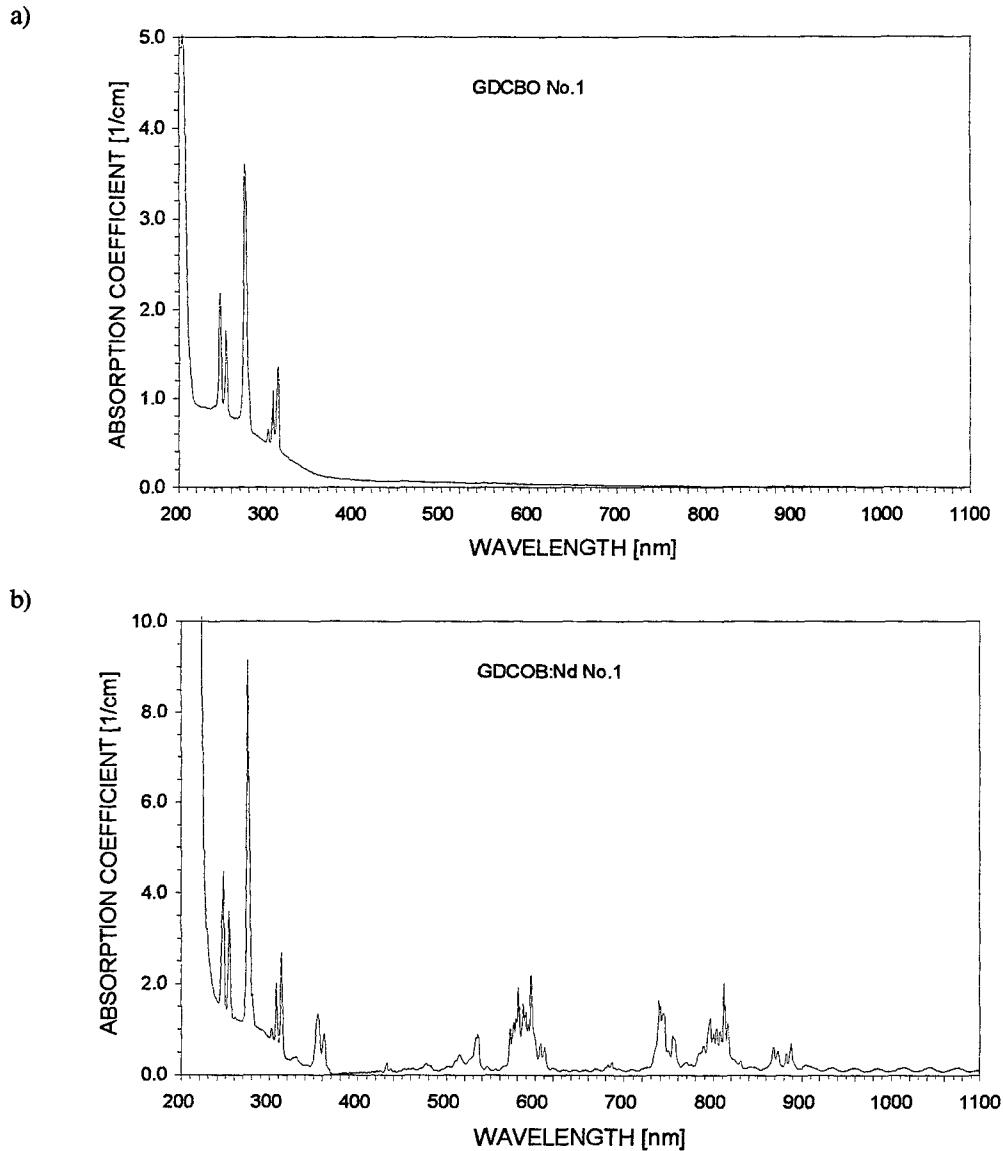 a)
5.0
GDCBO No.1
4.0
3.0
2.0
1.0
0.0
ABSORPTION COEFFICIENT [1/cm]
200 300 400 500 600 700 800 900 1000 1100
WAVELENGTH [nm]
b)
10.0
GDCOB:Nd No.1
8.0
6.0
4.0
2.0
0.0
ABSORPTION COEFFICIENT [1/cm]
200 300 400 500 600 700 800 900 1000 1100
WAVELENGTH [nm]